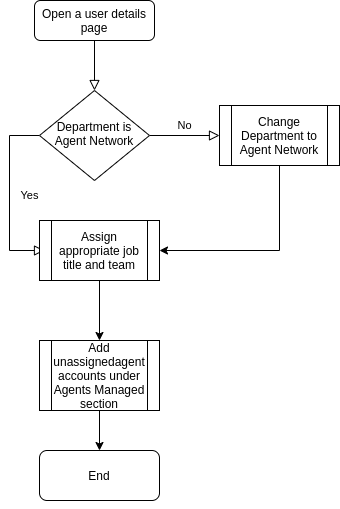 Open a user details
page
Department is
Agent Network
No
Change
Department to
Agent Network
Yes
Assign
appropriate job
title and team
Add
unassignedagent
accounts under
Agents Managed
section
End